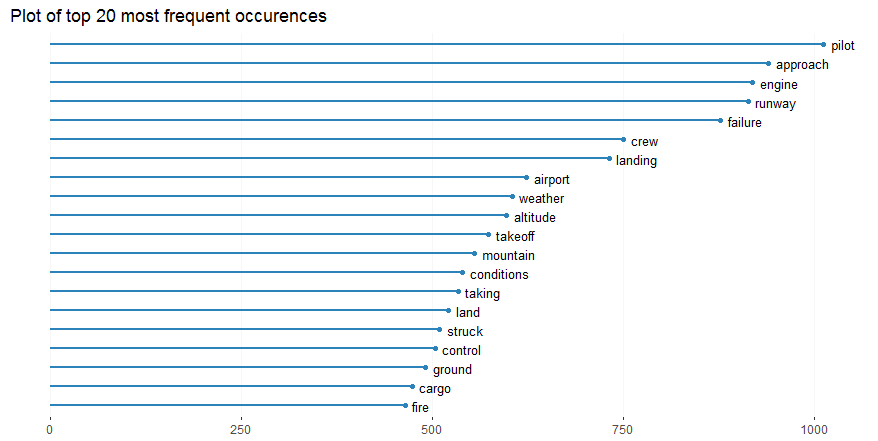 Plot of top 20 most frequent occurences
pilot
approach
engine
runway
failure
crew
landing
airport
weather
altitude
takeoff
mountain
conditions
taking
land
struck
control
ground
cargo
fire
0 250 500 750 1000